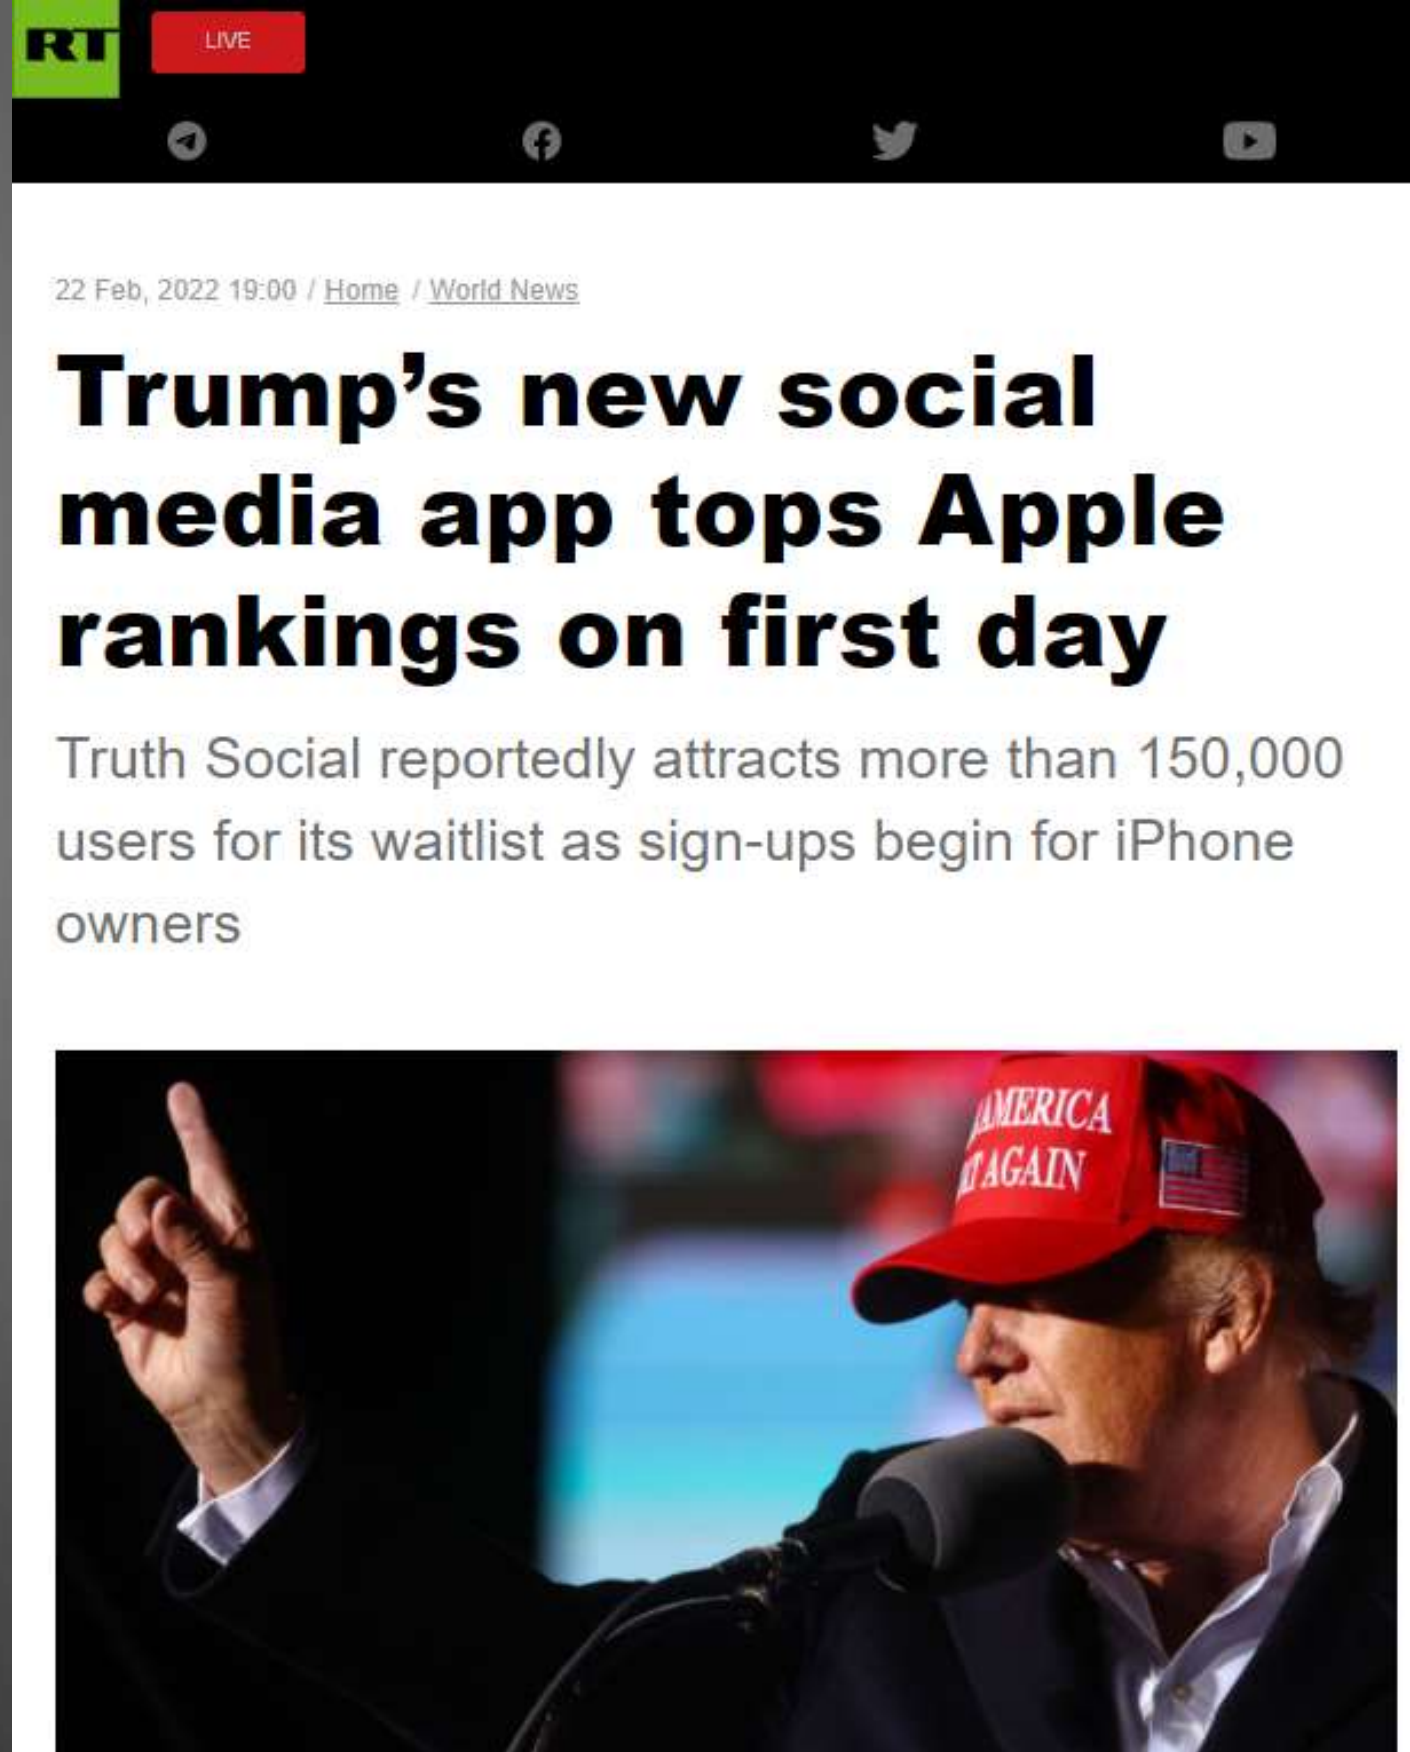 RT
LIVE
22 Feb, 2022 19:00 / Home / World News
Trump’s new social
media app tops Apple
rankings on first day
Truth Social reportedly attracts more than 150,000
users for its waitlist as sign-ups begin for iPhone
owners
AMERICA
AGAIN